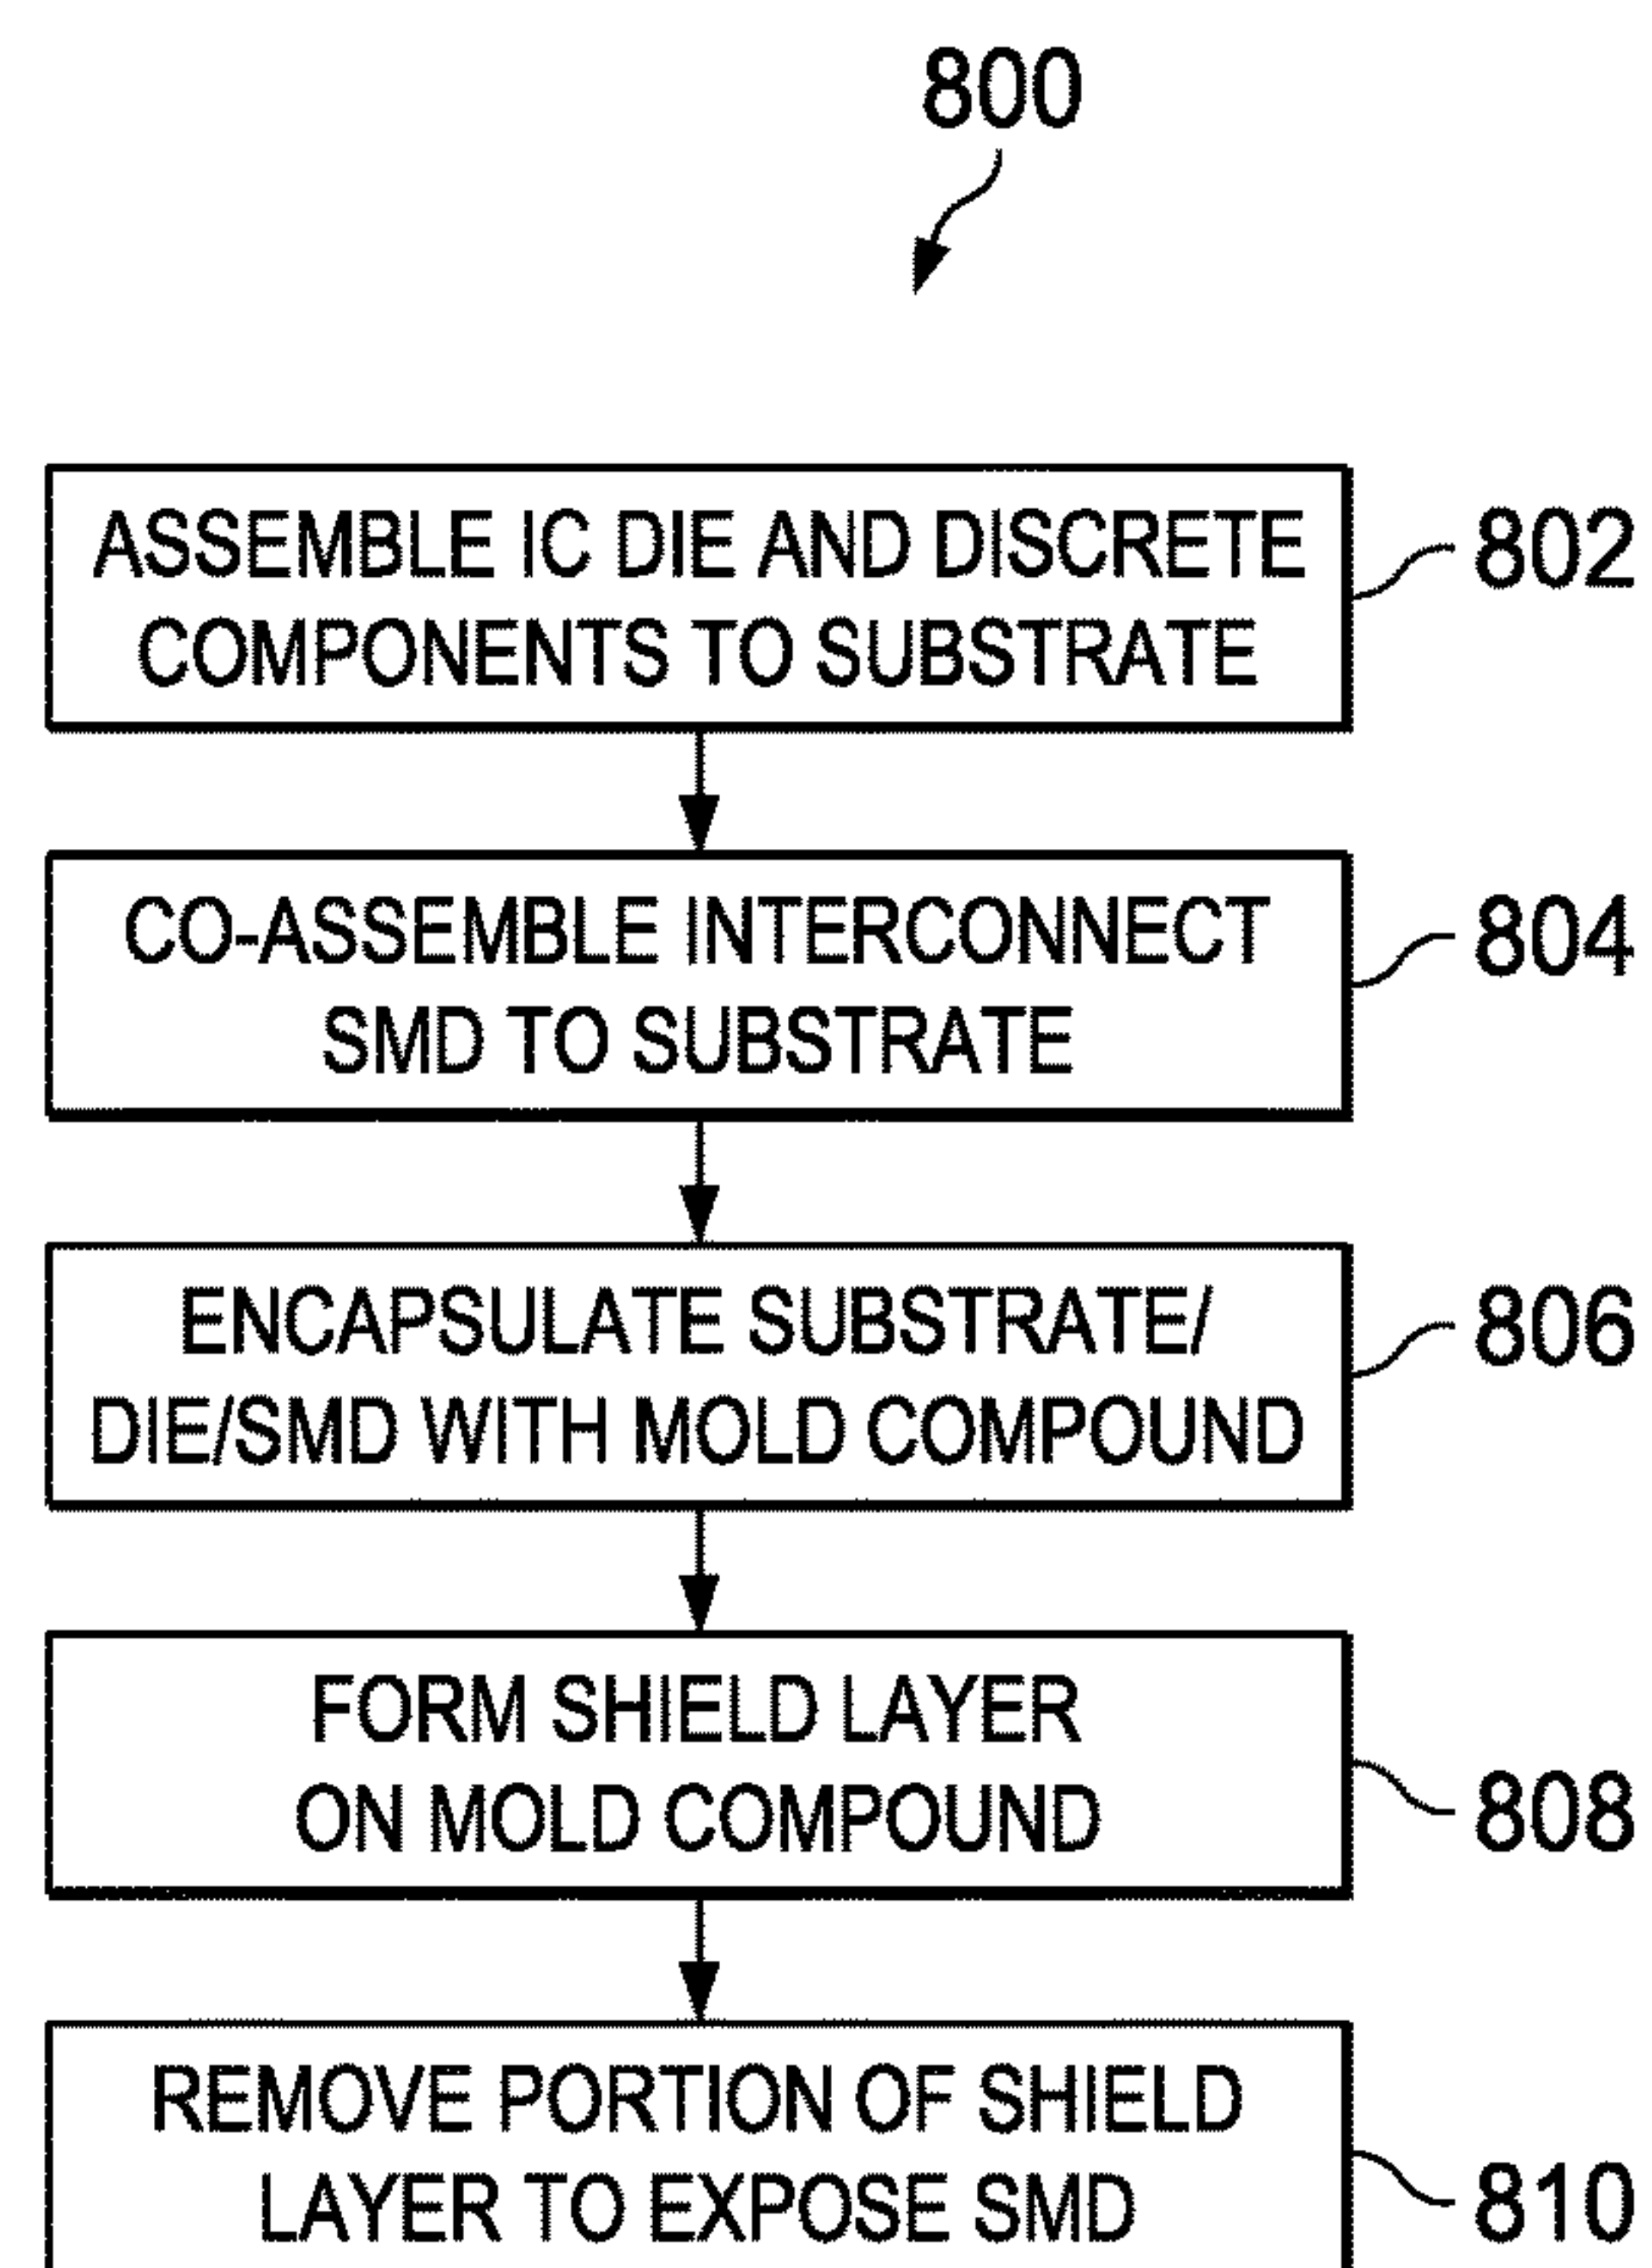 800
ASSEMBLE IC DIE AND DISCRETE
COMPONENTS TO SUBSTRATE
802
CO-ASSEMBLE INTERCONNECT
SMD TO SUBSTRATE
804
ENCAPSULATE SUBSTRATE/
DIE/SMD WITH MOLD COMPOUND
806
FORM SHIELD LAYER
ON MOLD COMPOUND
808
REMOVE PORTION OF SHIELD
LAYER TO EXPOSE SMD
810